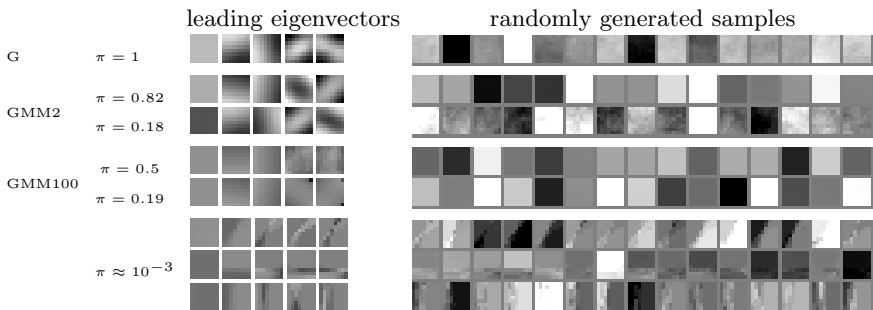 leading eigenvectors randomly generated samples
G π = 1
π = 0.82
GMM2
π = 0.18
π = 0.5
GMM100
π = 0.19
π ≈ 10⁻³